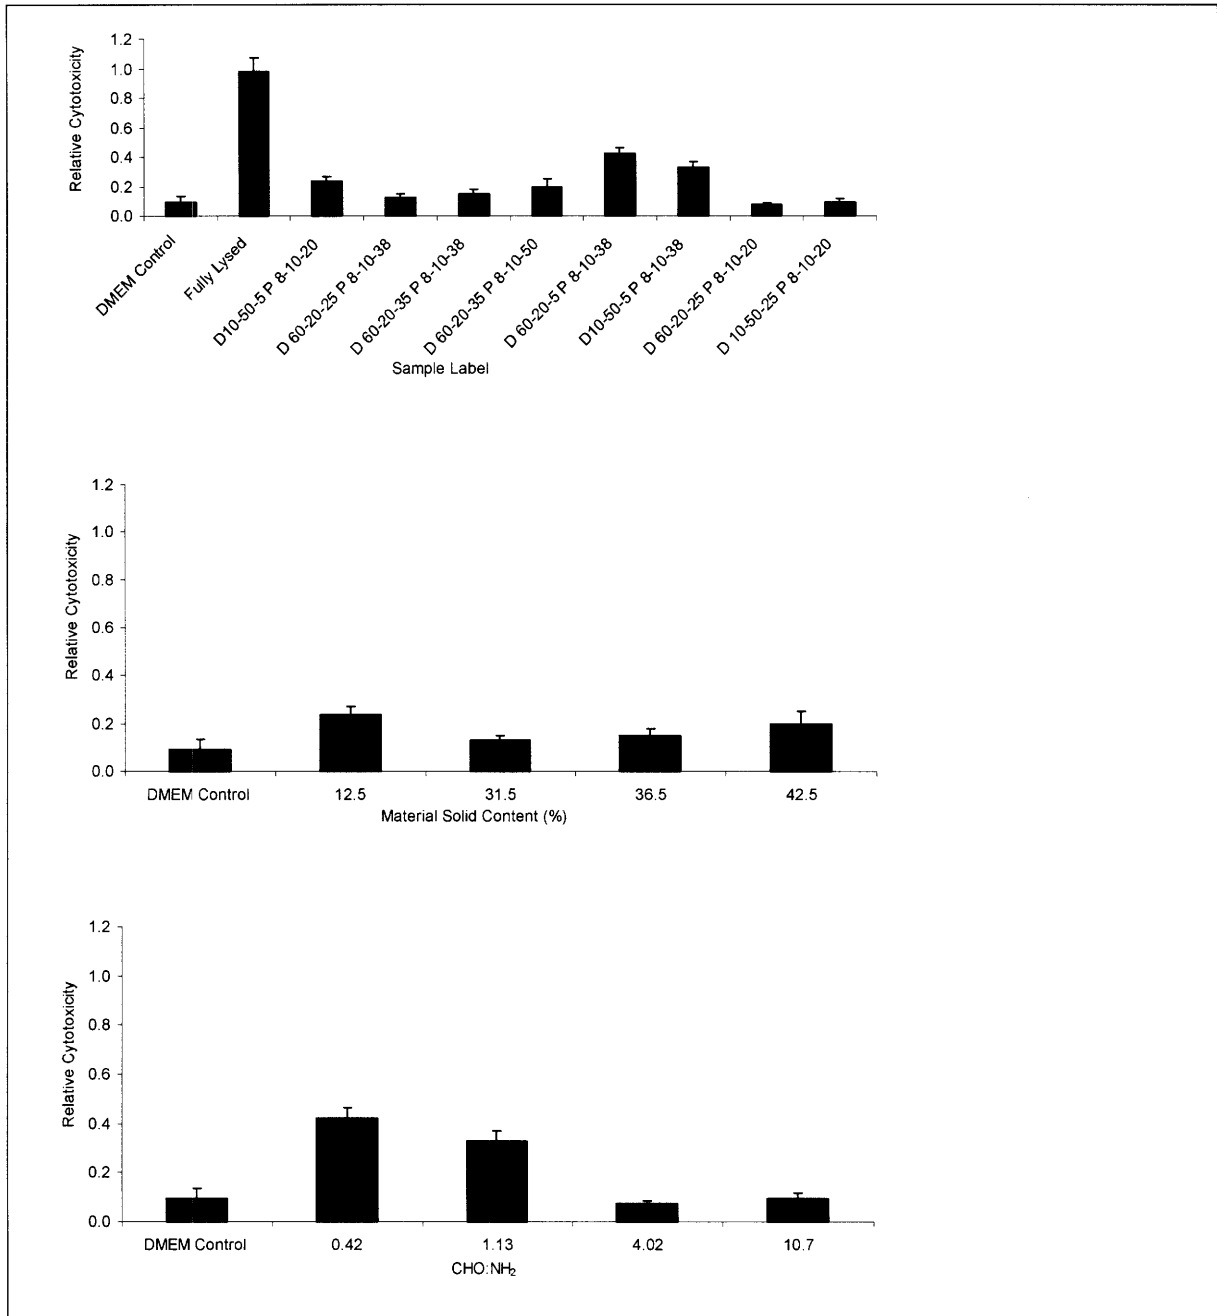 1.2
1.0
0.8
0.6
0.4
0.2
0.0
Relative Cytotoxicity
DMEM Control
Fully Lysed
D10-50-5 P 8-10-20
D 60-20-25 P 8-10-38
D 60-20-35 P 8-10-38
D 60-20-35 P 8-10-50
D 60-20-5 P 8-10-38
D10-50-5 P 8-10-38
D 60-20-25 P 8-10-20
D 10-50-25 P 8-10-20
Sample Label
1.2
1.0
0.8
0.6
0.4
0.2
0.0
Relative Cytotoxicity
DMEM Control 12.5 31.5 36.5 42.5
Material Solid Content (%)
1.2
1.0
0.8
0.6
0.4
0.2
0.0
Relative Cytotoxicity
DMEM Control 0.42 1.13 4.02 10.7
CHO:NH₂